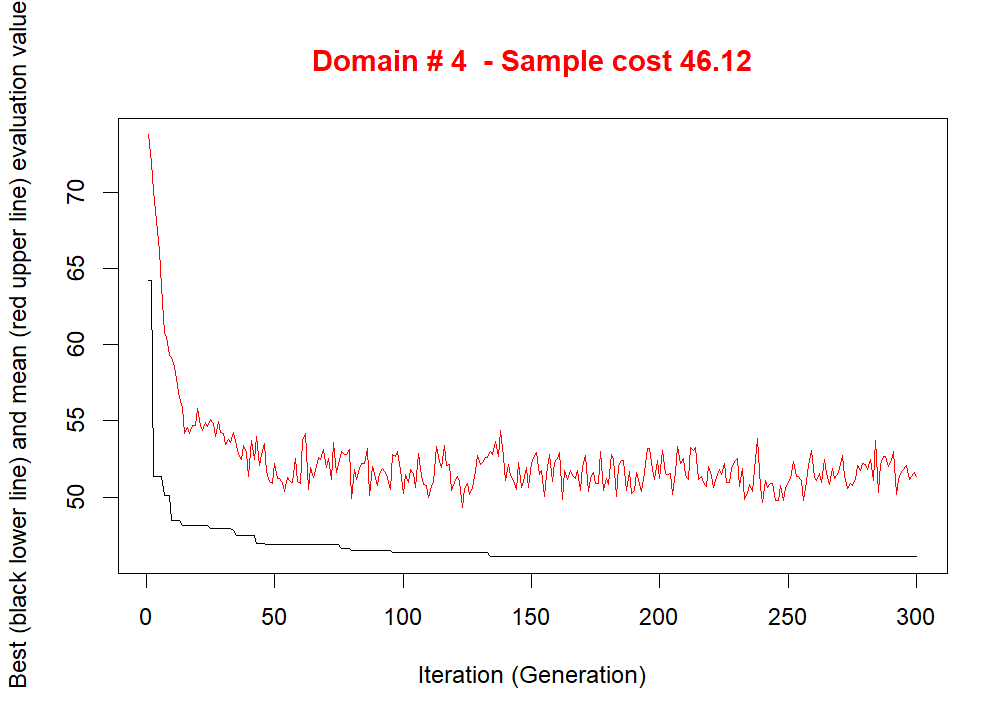 Domain # 4  - Sample cost 46.12
Best (black lower line) and mean (red upper line) evaluation value
70
65
60
55
50
0 50 100 150 200 250 300
Iteration (Generation)